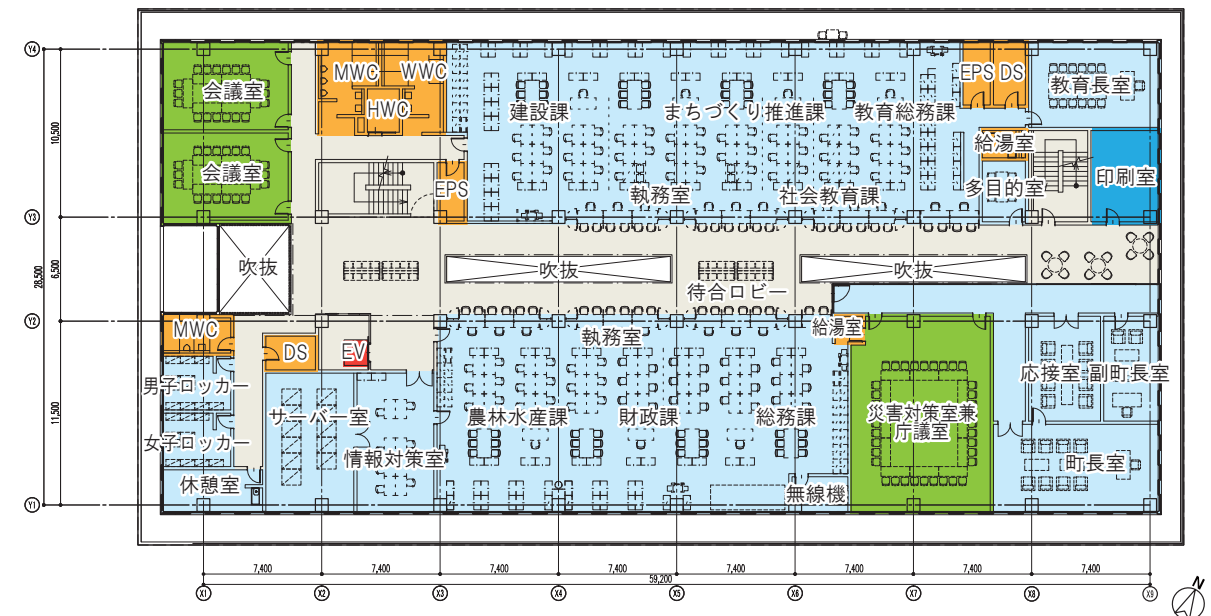 Y4
Y3
Y2
Y1
10,500
6,500
11,500
28,500
会議室
会議室
MWC
WWC
HWC
EPS
建設課
まちづくり推進課
教育総務課
執務室
社会教育課
EPS
DS
教育長室
給湯室
多目的室
印刷室
吹抜
吹抜
吹抜
待合ロビー
MWC
DS
EV
男子ロッカー
女子ロッカー
休憩室
サーバー室
情報対策室
執務室
農林水産課
財政課
総務課
無線機
給湯室
災害対策室兼
庁議室
応接室
副町長室
町長室
7,400
7,400
7,400
7,400
7,400
7,400
7,400
7,400
59,200
X1
X2
X3
X4
X5
X6
X7
X8
X9
N